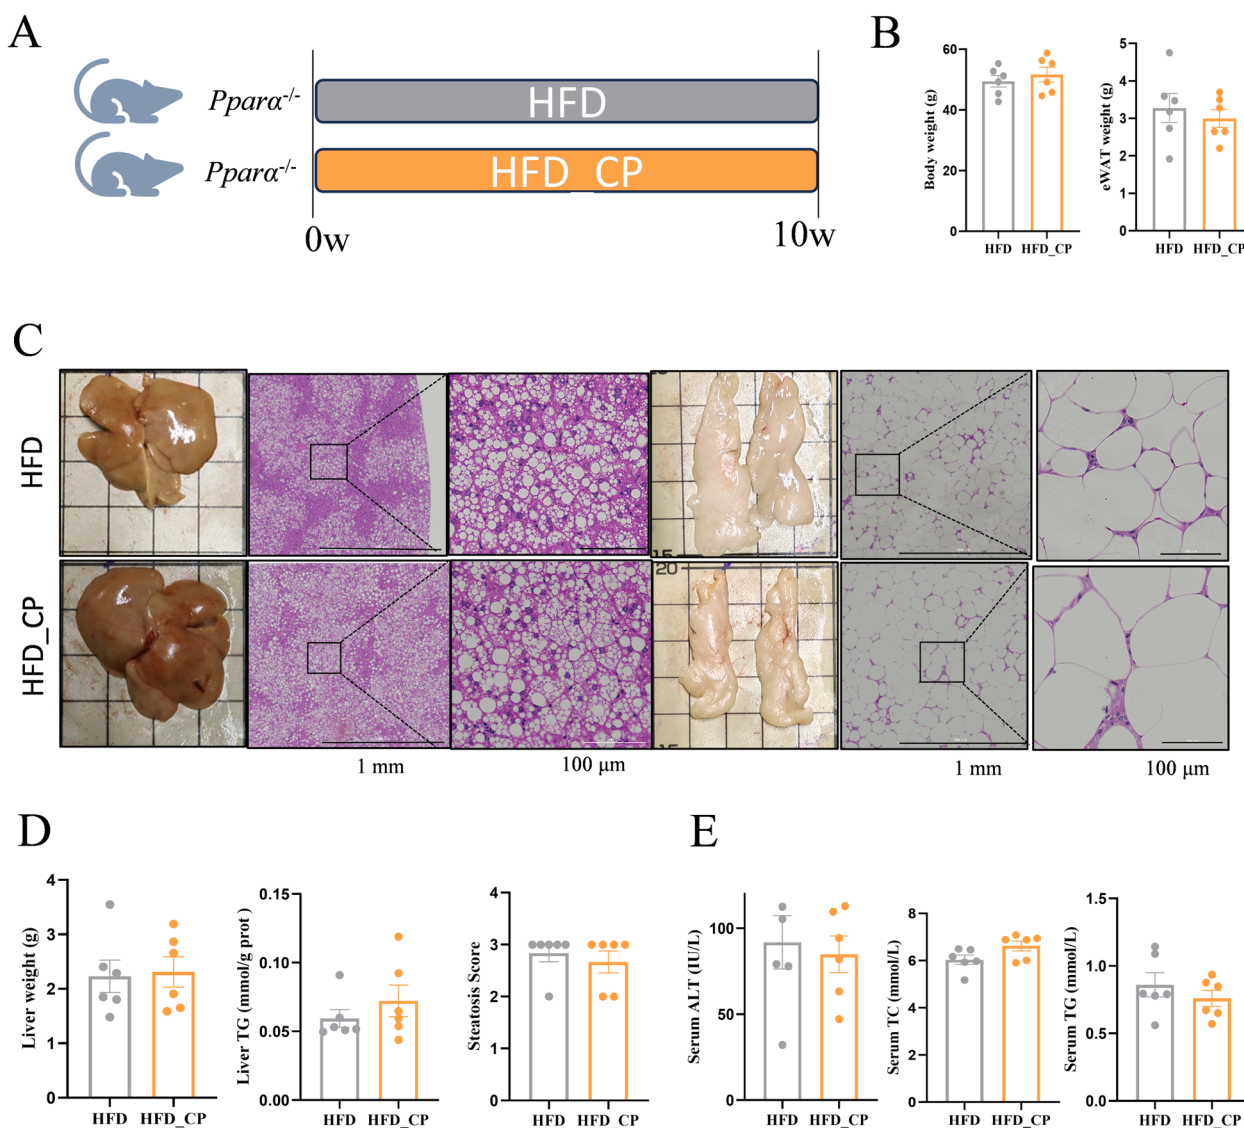 A
Pparα-/-
HFD
Pparα-/-
HFD_CP
0w
10w
B
Body weight (g)
60
40
20
0
HFD
HFD_CP
eWAT weight (g)
5
4
3
2
1
0
HFD
HFD_CP
C
HFD
HFD_CP
15
20
1 mm
100 μm
1 mm
100 μm
D
Liver weight (g)
4
3
2
1
0
HFD
HFD_CP
Liver TG (mmol/g prot )
0.15
0.10
0.05
0.00
HFD
HFD_CP
Steatosis Score
4
3
2
1
0
HFD
HFD_CP
E
Serum ALT (IU/L)
100
50
0
HFD
HFD_CP
Serum TC (mmol/L)
8
6
4
2
0
HFD
HFD_CP
Serum TG (mmol/L)
1.5
1.0
0.5
0.0
HFD
HFD_CP